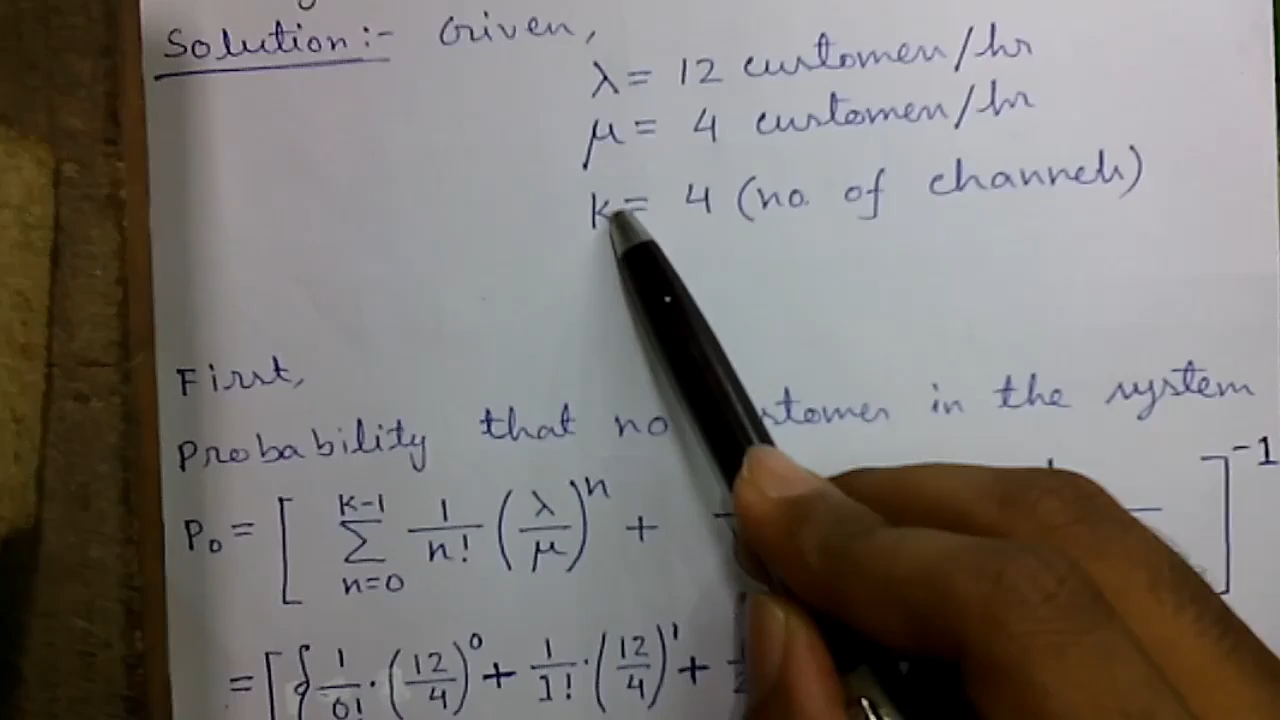 Solution:- Given,
λ = 12 customer/hr
μ = 4 customer/hr
k = 4 (no. of channels)
First,
Probability that no customer in the system
P₀ = [ Σ_{n=0}^{k-1} 1/n! (λ/μ)ⁿ + ]⁻¹
= [ { 1/0! · (12/4)⁰ + 1/1! · (12/4)¹ +